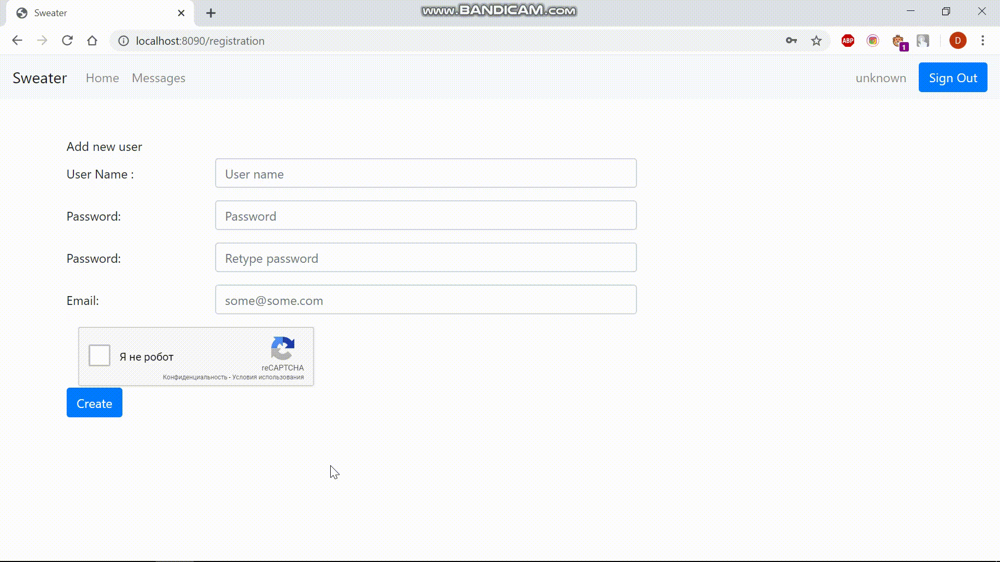 Sweater
www.BANDICAM.com
localhost:8090/registration
ABP
1
D
Sweater Home Messages unknown Sign Out
Add new user
User Name : User name
Password: Password
Password: Retype password
Email: some@some.com
Я не робот
reCAPTCHA
Конфиденциальность - Условия использования
Create